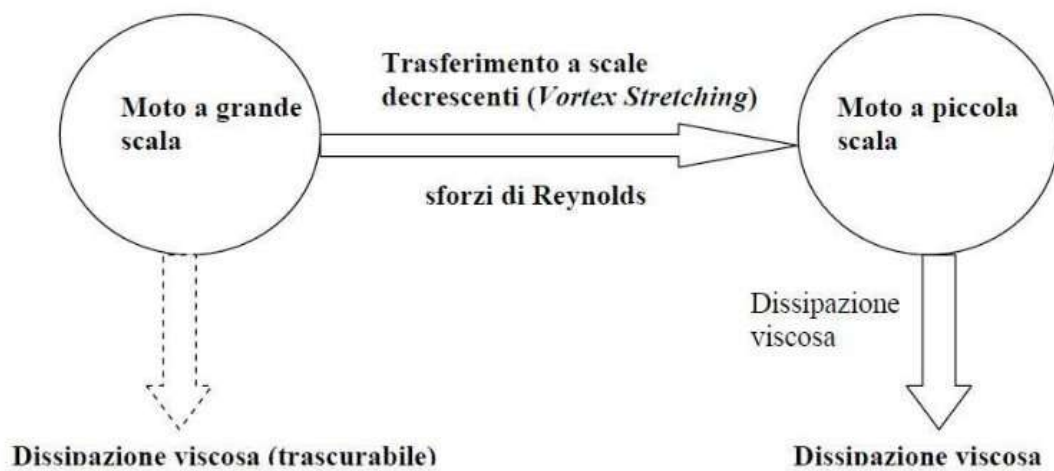 Trasferimento a scale
decrescenti (Vortex Stretching)
Moto a grande
scala
Moto a piccola
scala
sforzi di Reynolds
Dissipazione
viscosa
Dissipazione viscosa (trascurabile)
Dissipazione viscosa